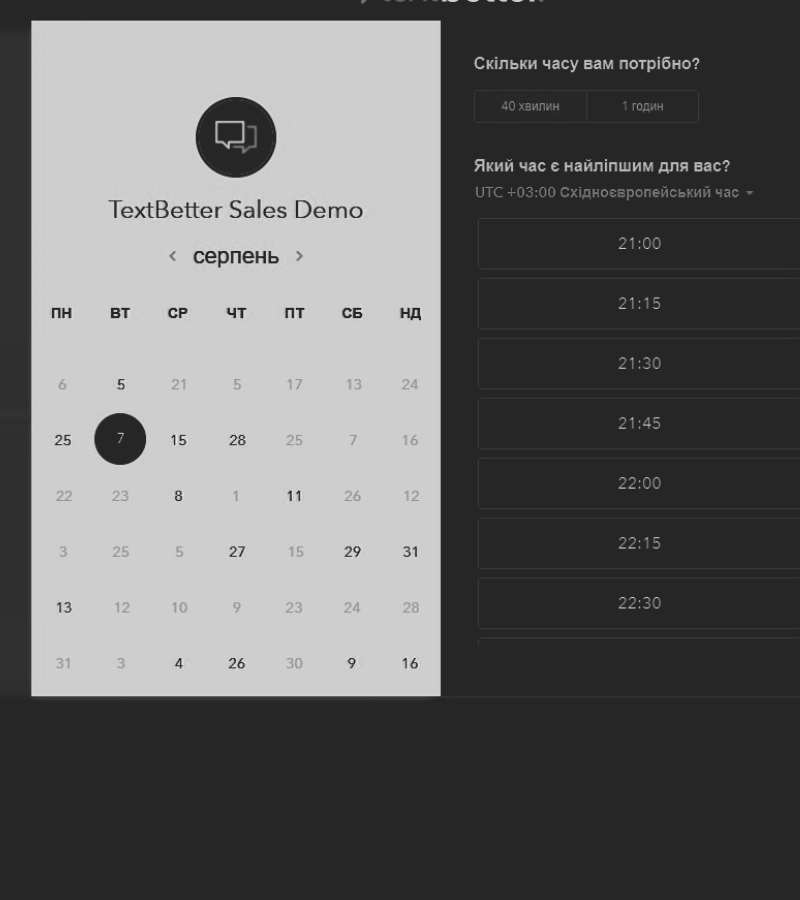 TextBetter Sales Demo
серпень
ПН ВТ СР ЧТ ПТ СБ НД
6 5 21 5 17 13 24
25 7 15 28 25 7 16
22 23 8 1 11 26 12
3 25 5 27 15 29 31
13 12 10 9 23 24 28
31 3 4 26 30 9 16
Скільки часу вам потрібно?
40 хвилин 1 годин
Який час є найліпшим для вас?
UTC +03:00 Східноєвропейський час
21:00
21:15
21:30
21:45
22:00
22:15
22:30